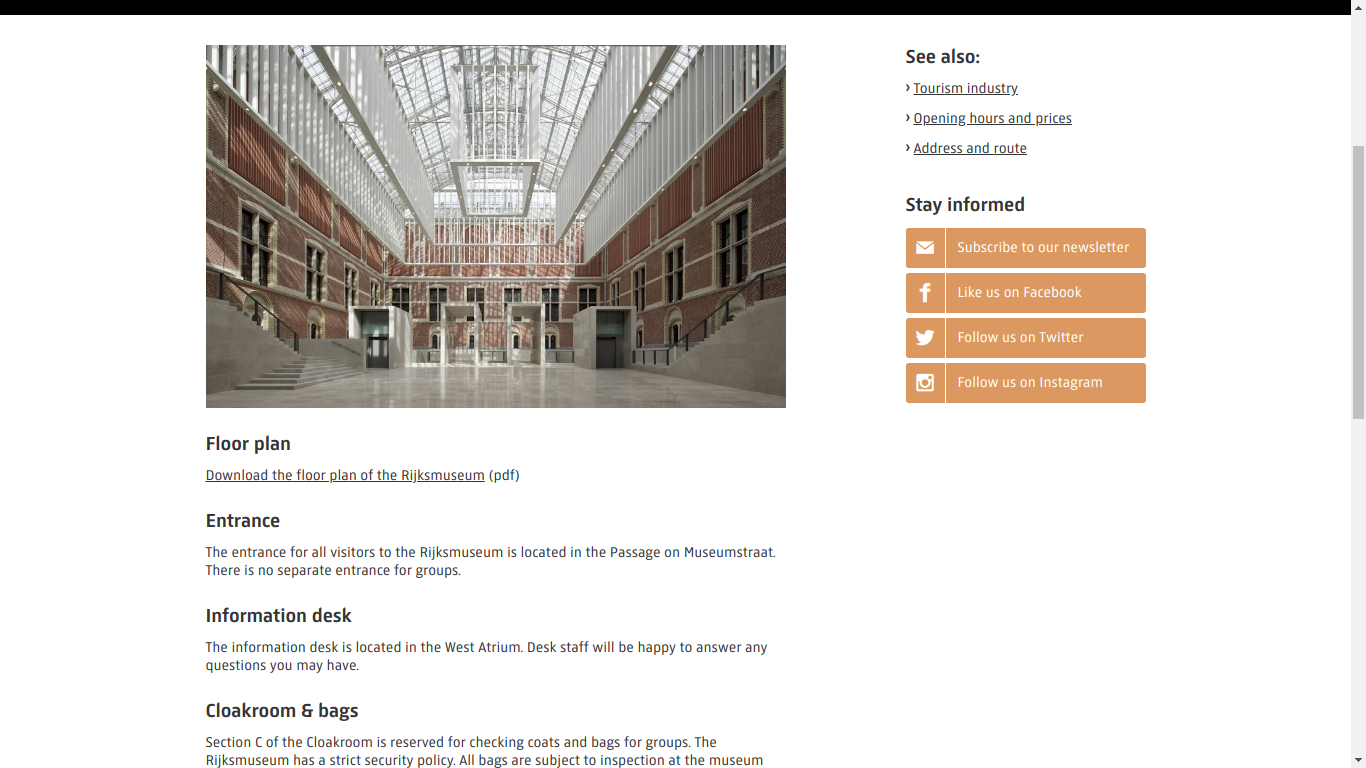 See also:
› Tourism industry
› Opening hours and prices
› Address and route
Stay informed
Subscribe to our newsletter
Like us on Facebook
Follow us on Twitter
Follow us on Instagram
Floor plan
Download the floor plan of the Rijksmuseum (pdf)
Entrance
The entrance for all visitors to the Rijksmuseum is located in the Passage on Museumstraat.
There is no separate entrance for groups.
Information desk
The information desk is located in the West Atrium. Desk staff will be happy to answer any
questions you may have.
Cloakroom & bags
Section C of the Cloakroom is reserved for checking coats and bags for groups. The
Rijksmuseum has a strict security policy. All bags are subject to inspection at the museum